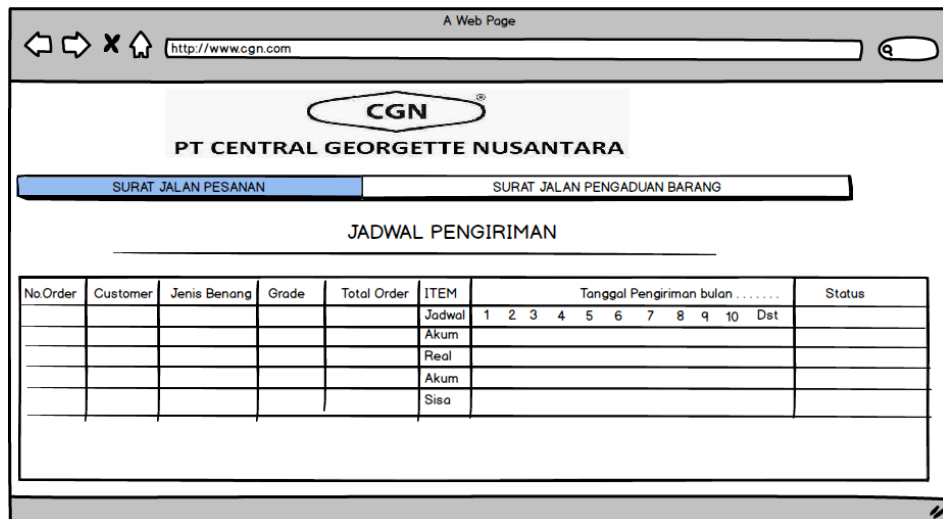 A Web Page
http://www.cgn.com
CGN ®
PT CENTRAL GEORGETTE NUSANTARA
SURAT JALAN PESANAN SURAT JALAN PENGADUAN BARANG
JADWAL PENGIRIMAN
No.Order Customer Jenis Benang Grade Total Order ITEM Tanggal Pengiriman bulan ....... Status
Jadwal 1 2 3 4 5 6 7 8 9 10 Dst
Akum
Real
Akum
Sisa